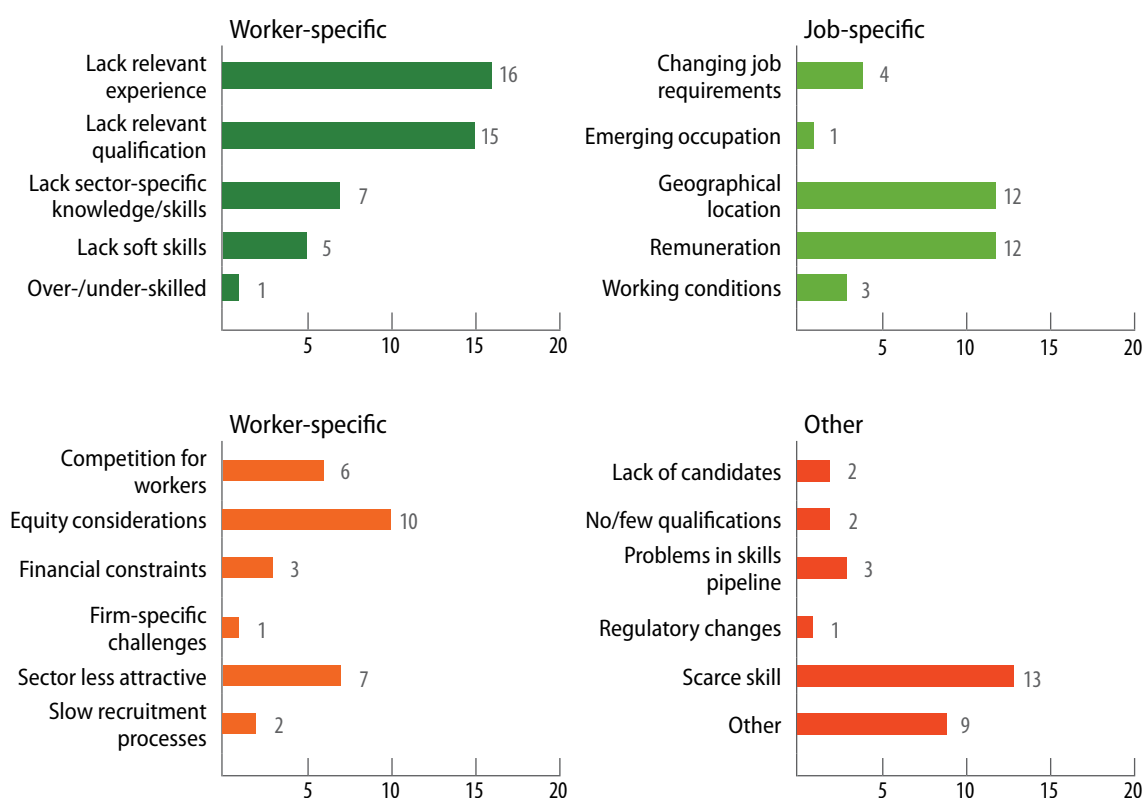 Worker-specific
Lack relevant
experience
16
Lack relevant
qualification
15
Lack sector-specific
knowledge/skills
7
Lack soft skills
5
Over-/under-skilled
1
5
10
15
20
Job-specific
Changing job
requirements
4
Emerging occupation
1
Geographical
location
12
Remuneration
12
Working conditions
3
5
10
15
20
Worker-specific
Competition for
workers
6
Equity considerations
10
Financial constraints
3
Firm-specific
challenges
1
Sector less attractive
7
Slow recruitment
processes
2
5
10
15
20
Other
Lack of candidates
2
No/few qualifications
2
Problems in skills
pipeline
3
Regulatory changes
1
Scarce skill
13
Other
9
5
10
15
20